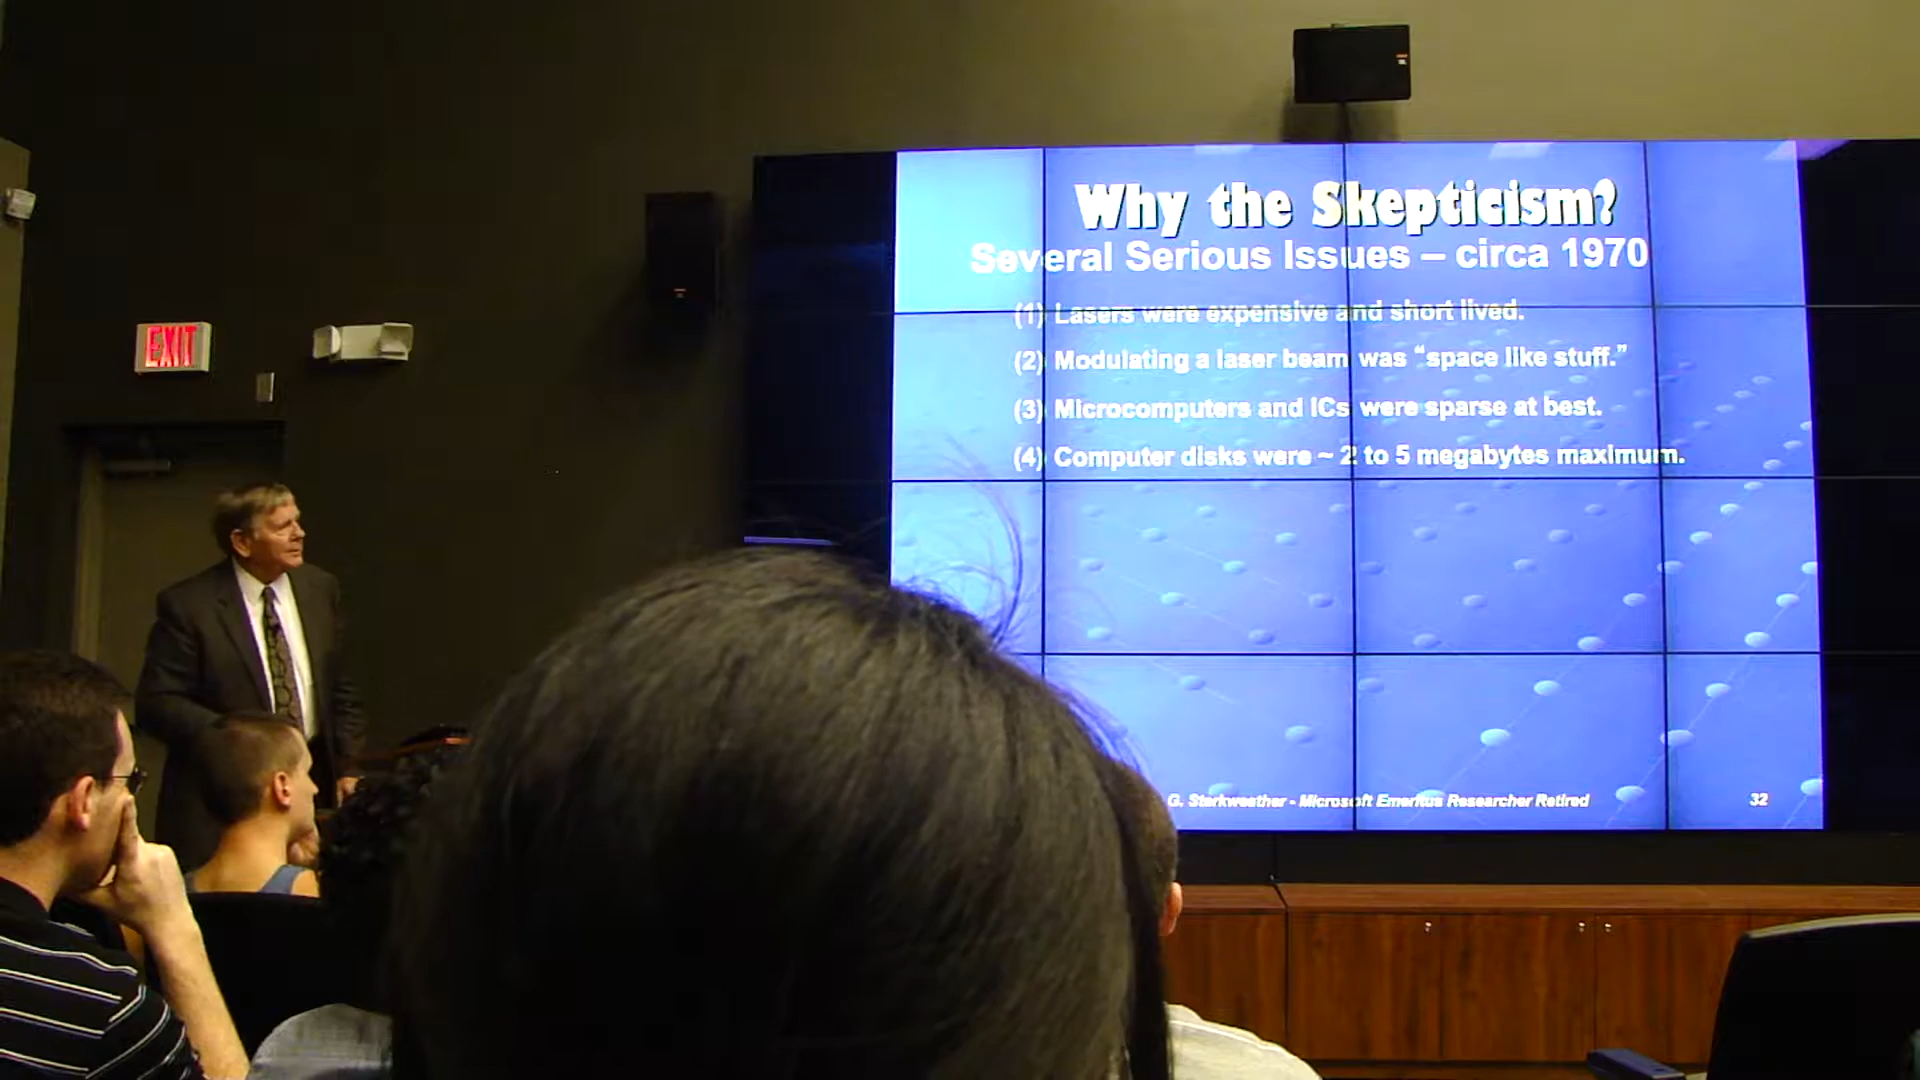 Why the Skepticism?
Several Serious Issues – circa 1970
(1) Lasers were expensive and short lived.
(2) Modulating a laser beam was “space like stuff.”
(3) Microcomputers and ICs were sparse at best.
(4) Computer disks were ~ 2 to 5 megabytes maximum.
EXIT
G. Starkweather - Microsoft Emeritus Researcher Retired
32